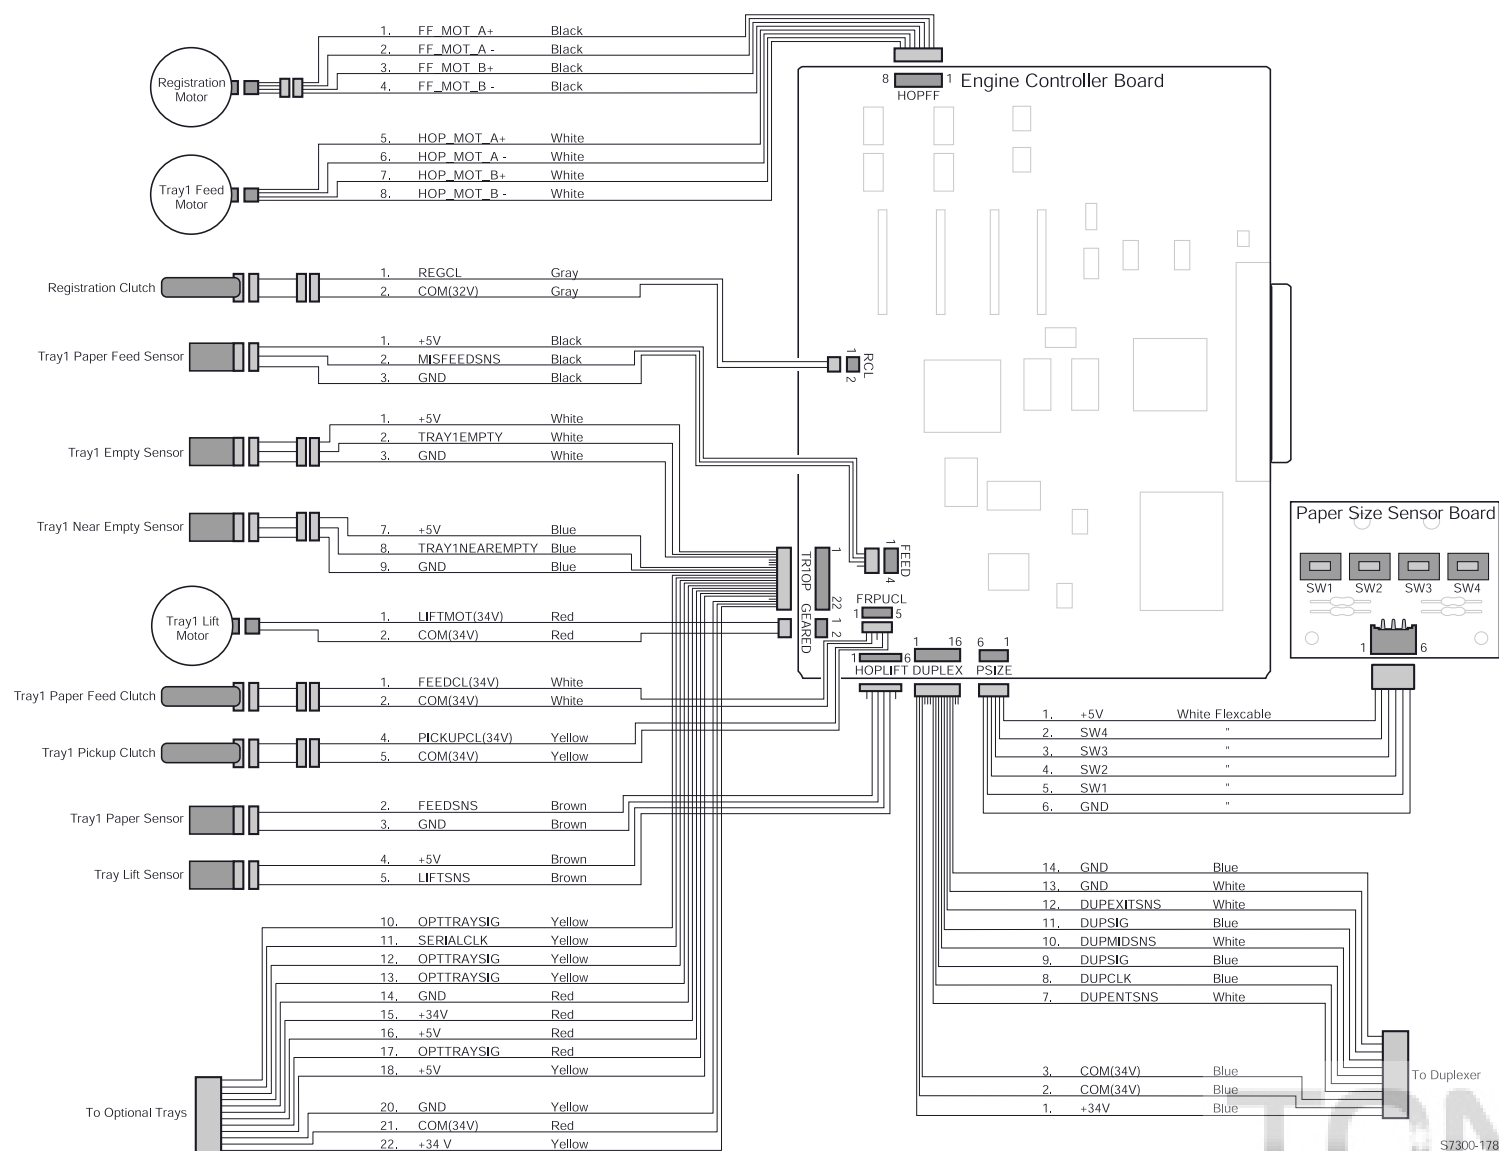 1. FF_MOT_A+ Black
2. FF_MOT_A - Black
3. FF_MOT_B+ Black
4. FF_MOT_B - Black
Registration
Motor
8 1 Engine Controller Board
HOPFF
5. HOP_MOT_A+ White
6. HOP_MOT_A - White
7. HOP_MOT_B+ White
8. HOP_MOT_B - White
Tray1 Feed
Motor
Registration Clutch
1. REGCL Gray
2. COM(32V) Gray
Tray1 Paper Feed Sensor
1. +5V Black
2. MISFEEDSNS Black
3. GND Black
1 2 RCL
Tray1 Empty Sensor
1. +5V White
2. TRAY1EMPTY White
3. GND White
Tray1 Near Empty Sensor
7. +5V Blue
8. TRAY1NEAREMPTY Blue
9. GND Blue
TR1OP 1 22
1 4 FEED
FRPUCL
1 5
Paper Size Sensor Board
SW1 SW2 SW3 SW4
1 6
Tray1 Lift
Motor
1. LIFTMOT(34V) Red
2. COM(34V) Red
GEARED 1 2
1 6 1 16 6 1
HOPLIFT DUPLEX PSIZE
Tray1 Paper Feed Clutch
1. FEEDCL(34V) White
2. COM(34V) White
Tray1 Pickup Clutch
4. PICKUPCL(34V) Yellow
5. COM(34V) Yellow
1. +5V White Flexcable
2. SW4 "
3. SW3 "
4. SW2 "
5. SW1 "
6. GND "
Tray1 Paper Sensor
2. FEEDSNS Brown
3. GND Brown
Tray Lift Sensor
4. +5V Brown
5. LIFTSNS Brown
10. OPTTRAYSIG Yellow
11. SERIALCLK Yellow
12. OPTTRAYSIG Yellow
13. OPTTRAYSIG Yellow
14. GND Red
15. +34V Red
16. +5V Red
17. OPTTRAYSIG Red
18. +5V Yellow
20. GND Yellow
21. COM(34V) Red
22. +34 V Yellow
To Optional Trays
14. GND Blue
13. GND White
12. DUPEXITSNS White
11. DUPSIG Blue
10. DUPMIDSNS White
9. DUPSIG Blue
8. DUPCLK Blue
7. DUPENTSNS White
3. COM(34V) Blue
2. COM(34V) Blue
1. +34V Blue
To Duplexer
S7300-178